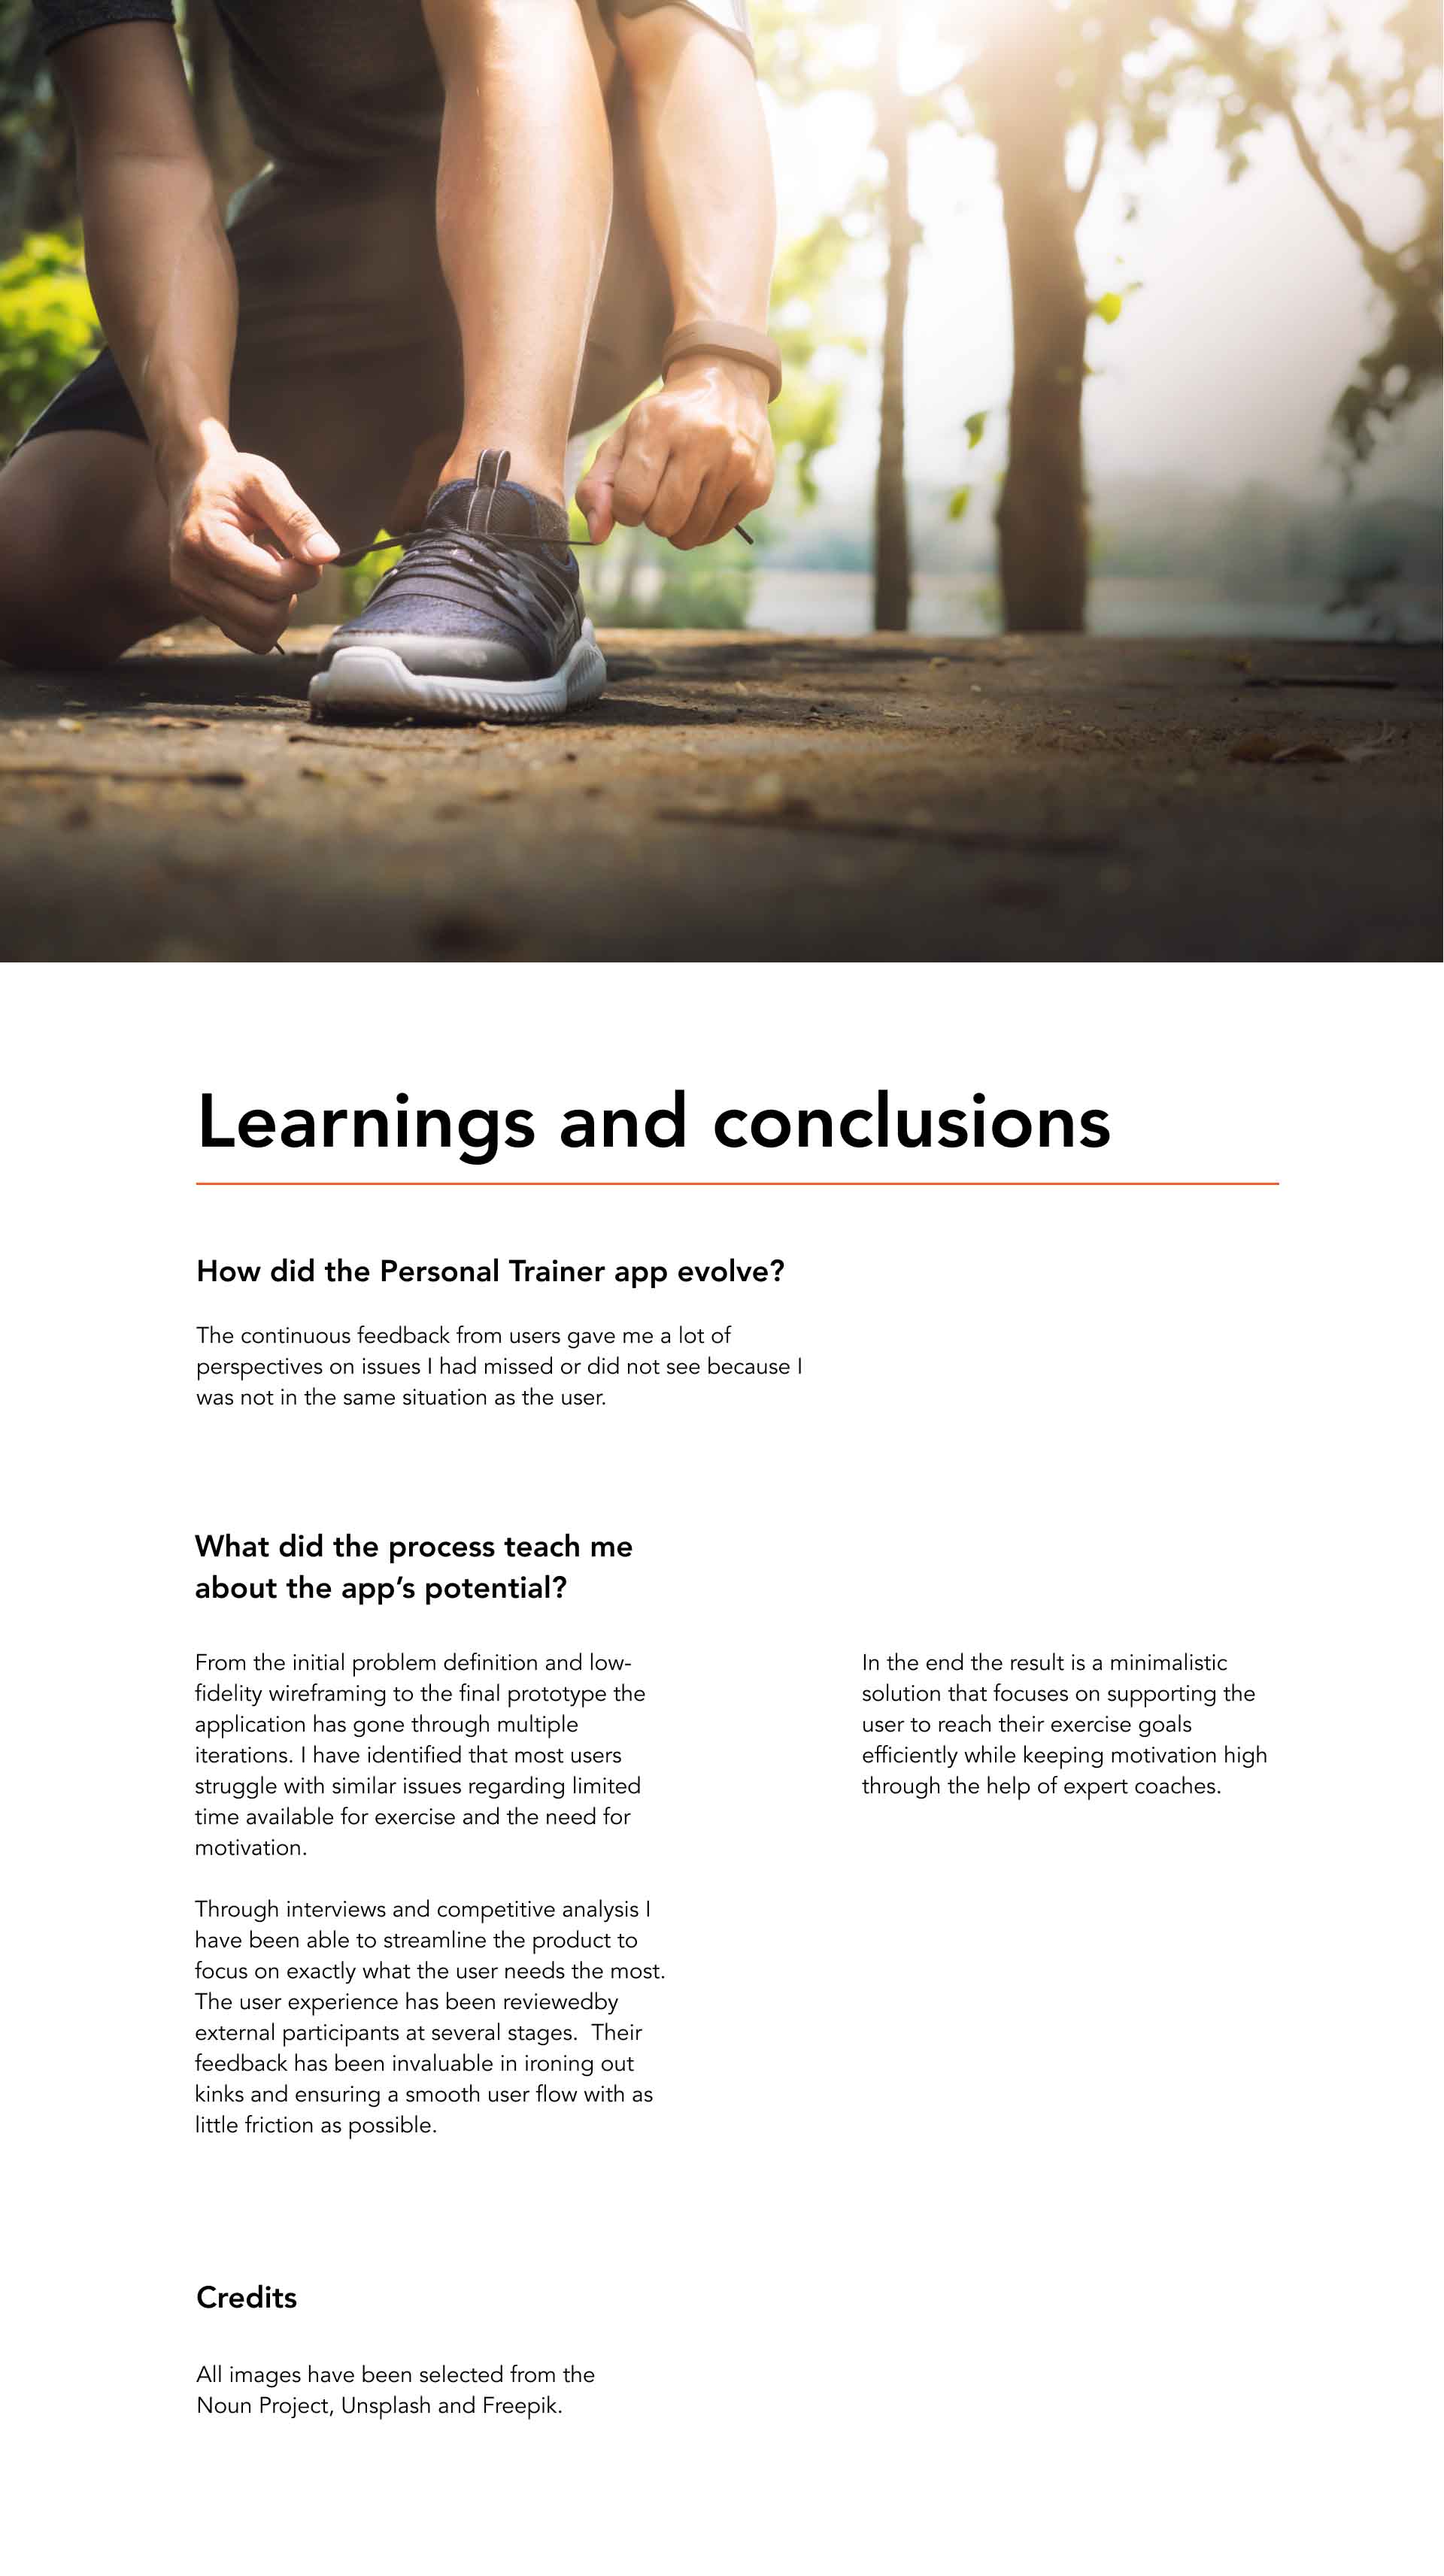 Learnings and conclusions
How did the Personal Trainer app evolve?
The continuous feedback from users gave me a lot of
perspectives on issues I had missed or did not see because I
was not in the same situation as the user.
What did the process teach me
about the app’s potential?
From the initial problem definition and low-
fidelity wireframing to the final prototype the
application has gone through multiple
iterations. I have identified that most users
struggle with similar issues regarding limited
time available for exercise and the need for
motivation.
Through interviews and competitive analysis I
have been able to streamline the product to
focus on exactly what the user needs the most.
The user experience has been reviewedby
external participants at several stages.  Their
feedback has been invaluable in ironing out
kinks and ensuring a smooth user flow with as
little friction as possible.
In the end the result is a minimalistic
solution that focuses on supporting the
user to reach their exercise goals
efficiently while keeping motivation high
through the help of expert coaches.
Credits
All images have been selected from the
Noun Project, Unsplash and Freepik.